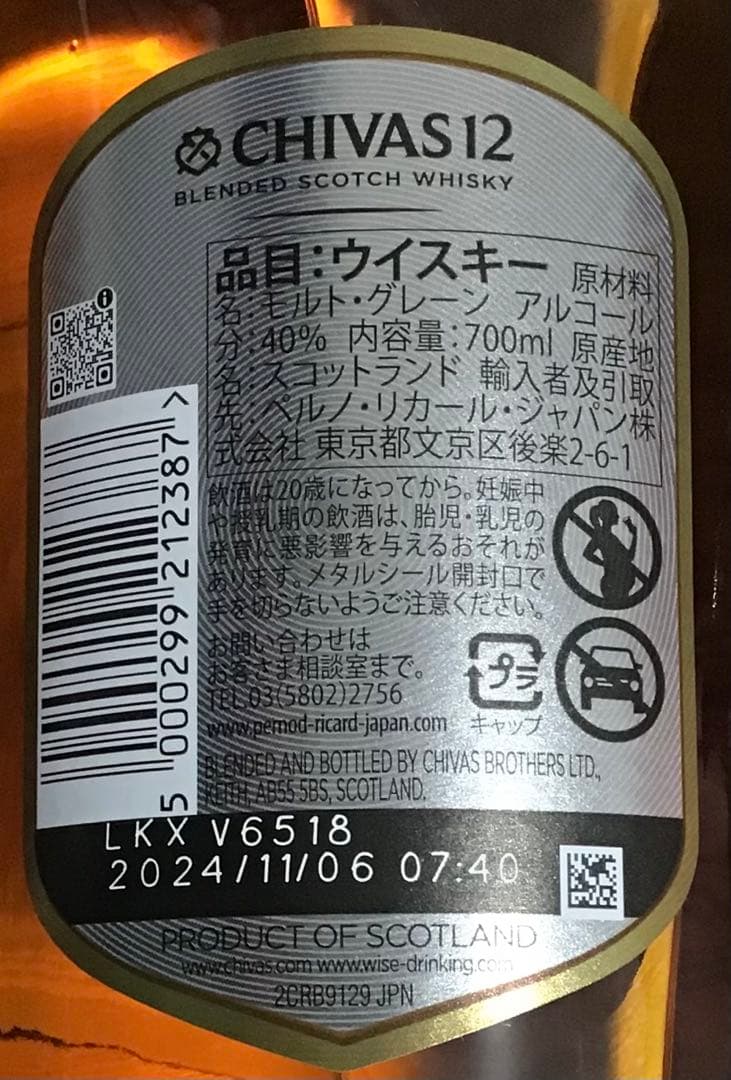 CHIVAS 12
BLENDED SCOTCH WHISKY
品目:ウイスキー 原材料
名:モルト・グレーン アルコール
分:40% 内容量:700ml 原産地
名:スコットランド 輸入者及引取
先:ペルノ・リカール・ジャパン株
式会社 東京都文京区後楽2-6-1
飲酒は20歳になってから。妊娠中
や授乳期の飲酒は、胎児・乳児の
発育に悪影響を与えるおそれが
あります。メタルシール開封口で
手を切らないようご注意ください。
お問い合わせは
お客さま相談室まで。
TEL.03(5802)2756
www.pernod-ricard-japan.com
プラ
キャップ
BLENDED AND BOTTLED BY CHIVAS BROTHERS LTD.,
KEITH, AB55 5BS, SCOTLAND.
5 000299 212387 >
LKX V6518
2024/11/06 07:40
PRODUCT OF SCOTLAND
www.chivas.com www.wise-drinking.com
2CRB9129 JPN